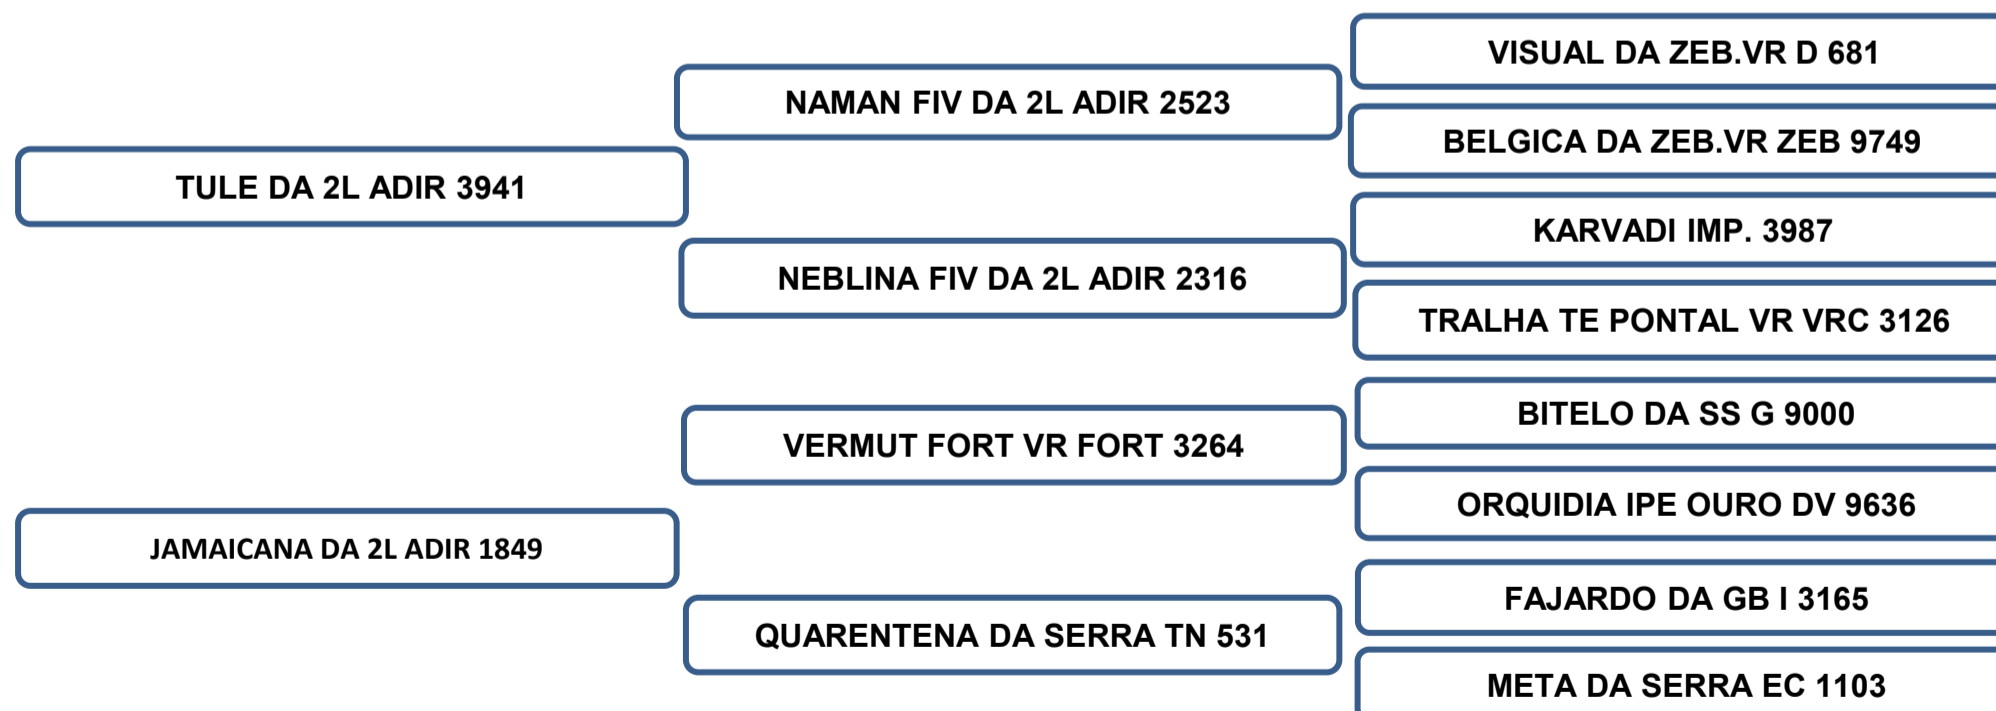 VISUAL DA ZEB.VR D 681
NAMAN FIV DA 2L ADIR 2523
BELGICA DA ZEB.VR ZEB 9749
TULE DA 2L ADIR 3941
KARVADI IMP. 3987
NEBLINA FIV DA 2L ADIR 2316
TRALHA TE PONTAL VR VRC 3126
BITELO DA SS G 9000
VERMUT FORT VR FORT 3264
ORQUIDIA IPE OURO DV 9636
JAMAICANA DA 2L ADIR 1849
FAJARDO DA GB I 3165
QUARENTENA DA SERRA TN 531
META DA SERRA EC 1103